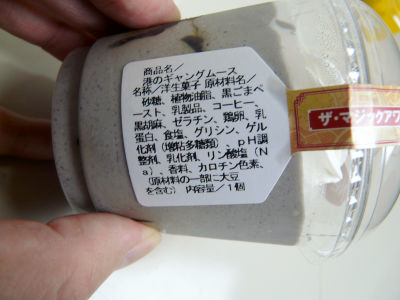 商品名／
港のギャングムース
名称／洋生菓子 原材料名／
砂糖、植物油脂、黒ごまペ
ースト、乳製品、コーヒー、
黒胡麻、ゼラチン、鶏卵、乳
蛋白、食塩、グリシン、ゲル
化剤（増粘多糖類）、ｐH調
整剤、乳化剤、リン酸塩（N
a）、香料、カロチン色素、
（原材料の一部に大豆
を含む） 内容量／1個
ザ・マジックアワ